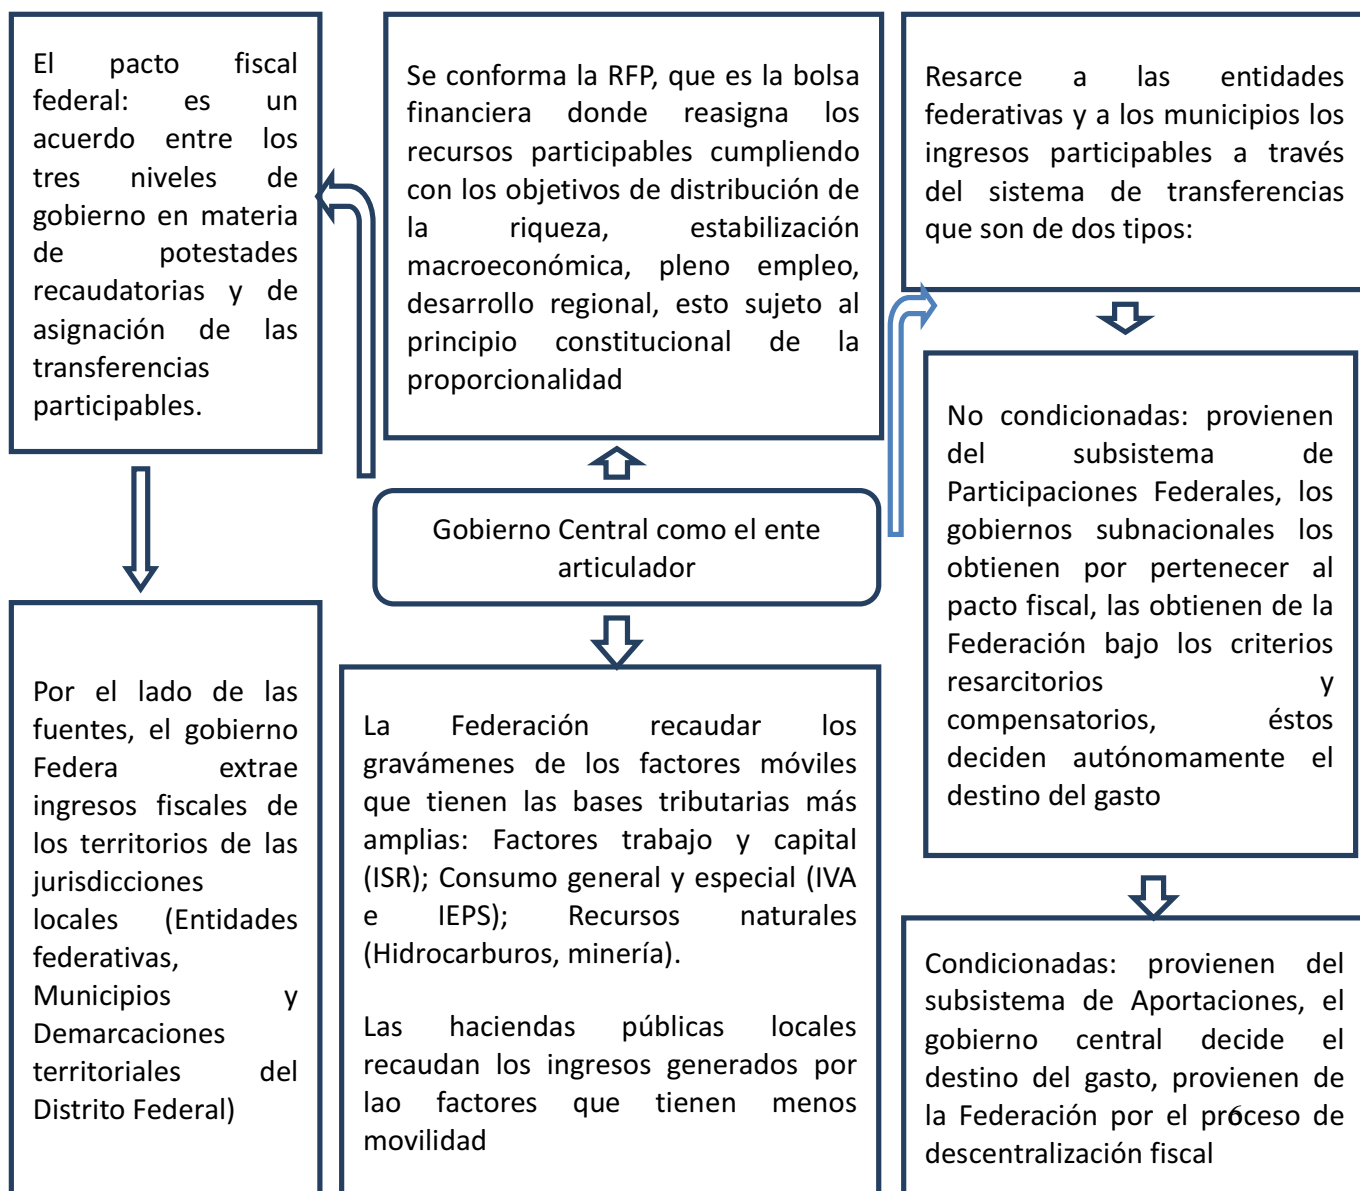 El pacto fiscal
federal: es un
acuerdo entre los
tres niveles de
gobierno en materia
de potestades
recaudatorias y de
asignación de las
transferencias
participables.
Se conforma la RFP, que es la bolsa
financiera donde reasigna los
recursos participables cumpliendo
con los objetivos de distribución de
la riqueza, estabilización
macroeconómica, pleno empleo,
desarrollo regional, esto sujeto al
principio constitucional de la
proporcionalidad
Resarce a las entidades
federativas y a los municipios los
ingresos participables a través
del sistema de transferencias
que son de dos tipos:
Gobierno Central como el ente
articulador
No condicionadas: provienen
del subsistema de
Participaciones Federales, los
gobiernos subnacionales los
obtienen por pertenecer al
pacto fiscal, las obtienen de la
Federación bajo los criterios
resarcitorios y
compensatorios, éstos
deciden autónomamente el
destino del gasto
Por el lado de las
fuentes, el gobierno
Federa extrae
ingresos fiscales de
los territorios de las
jurisdicciones
locales (Entidades
federativas,
Municipios y
Demarcaciones
territoriales del
Distrito Federal)
La Federación recaudar los
gravámenes de los factores móviles
que tienen las bases tributarias más
amplias: Factores trabajo y capital
(ISR); Consumo general y especial (IVA
e IEPS); Recursos naturales
(Hidrocarburos, minería).
Las haciendas públicas locales
recaudan los ingresos generados por
lao factores que tienen menos
movilidad
Condicionadas: provienen del
subsistema de Aportaciones, el
gobierno central decide el
destino del gasto, provienen de
la Federación por el proceso de
descentralización fiscal
6